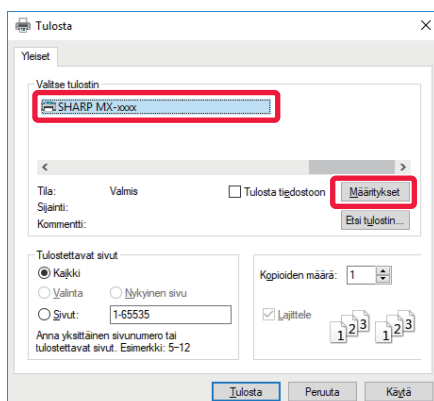 Tulosta
Yleiset
Valitse tulostin
SHARP MX-xxxx
Tila: Valmis
Tulosta tiedostoon
Määritykset
Sijainti:
Kommentti:
Etsi tulostin...
Tulostettavat sivut
Kaikki
Valinta
Nykyinen sivu
Sivut: 1-65535
Anna yksittäinen sivunumero tai
tulostettavat sivut. Esimerkki: 5–12
Kopioiden määrä: 1
Lajittele
1 2 3 1 2 3
Tulosta Peruuta Käytä